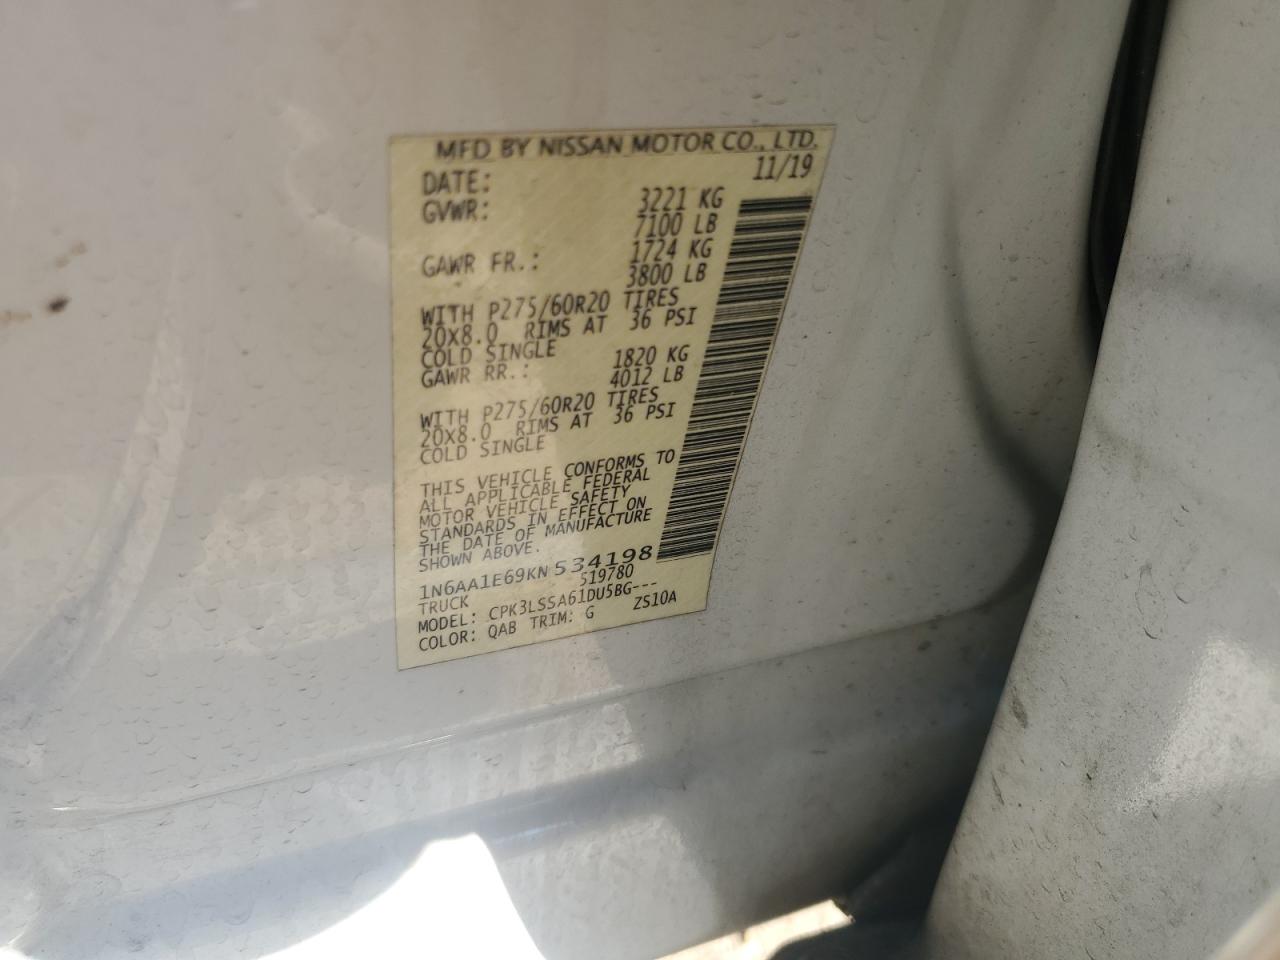 MFD BY NISSAN MOTOR CO., LTD.
DATE: 11/19
GVWR: 3221 KG
7100 LB
GAWR FR.: 1724 KG
3800 LB
WITH P275/60R20 TIRES
20X8.0 RIMS AT 36 PSI
COLD SINGLE
GAWR RR.: 1820 KG
4012 LB
WITH P275/60R20 TIRES
20X8.0 RIMS AT 36 PSI
COLD SINGLE
THIS VEHICLE CONFORMS TO
ALL APPLICABLE FEDERAL
MOTOR VEHICLE SAFETY
STANDARDS IN EFFECT ON
THE DATE OF MANUFACTURE
SHOWN ABOVE.
1N6AA1E69KN534198
TRUCK 519780
MODEL: CPK3LSSA61DU5BG---
COLOR: QAB TRIM: G ZS10A